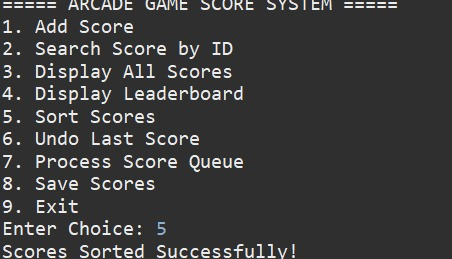 ===== ARCADE GAME SCORE SYSTEM =====
1. Add Score
2. Search Score by ID
3. Display All Scores
4. Display Leaderboard
5. Sort Scores
6. Undo Last Score
7. Process Score Queue
8. Save Scores
9. Exit
Enter Choice: 5
Scores Sorted Successfully!